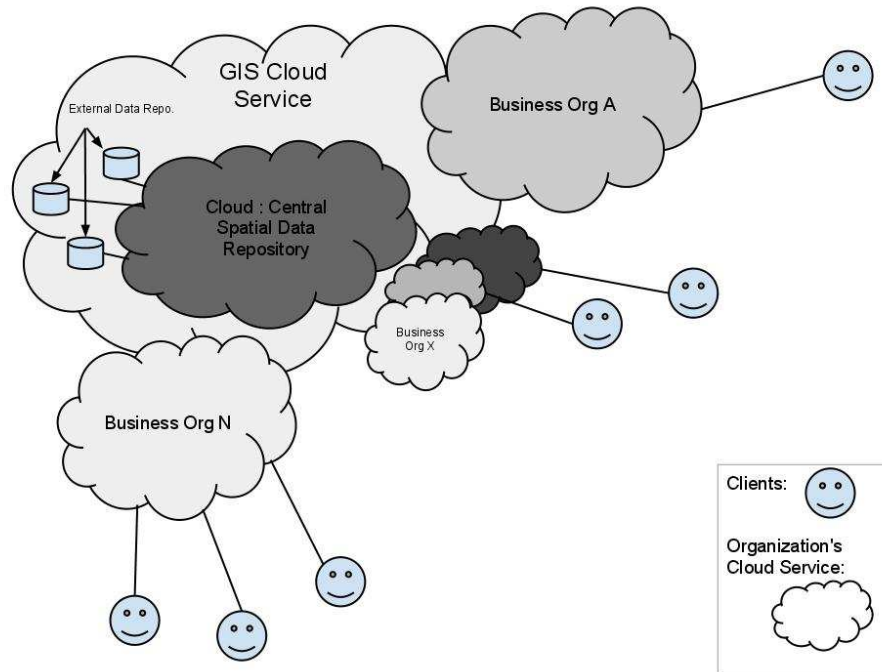 GIS Cloud
Service
External Data Repo.
Business Org A
Cloud : Central
Spatial Data
Repository
Business
Org X
Business Org N
Clients:
Organization's
Cloud Service: